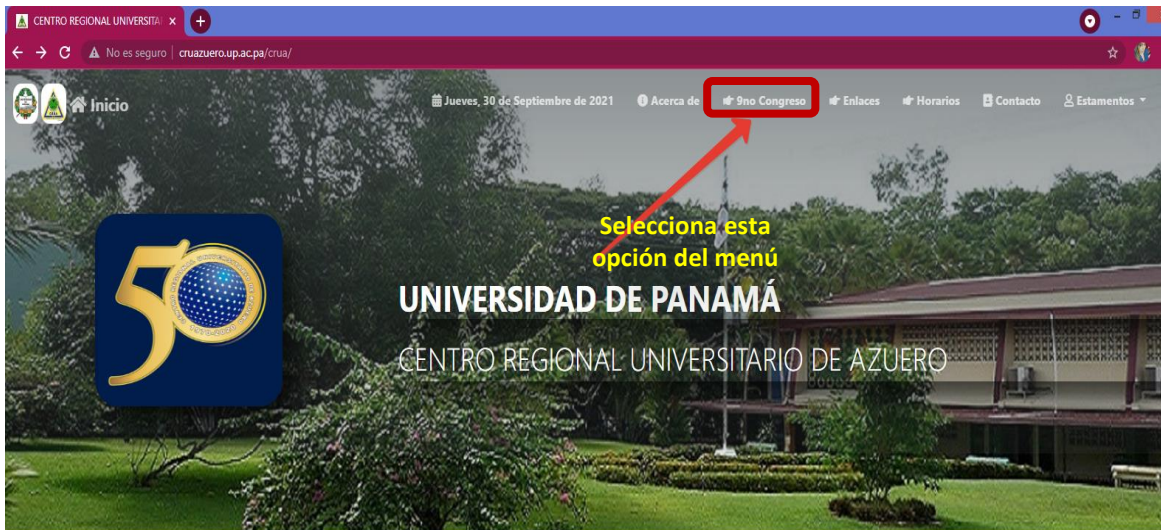 CENTRO REGIONAL UNIVERSITA
No es seguro | cruazuero.up.ac.pa/crua/
Inicio
Jueves, 30 de Septiembre de 2021
Acerca de
9no Congreso
Enlaces
Horarios
Contacto
Estamentos
Selecciona esta
opción del menú
50
UNIVERSIDAD DE PANAMÁ
CENTRO REGIONAL UNIVERSITARIO DE AZUERO